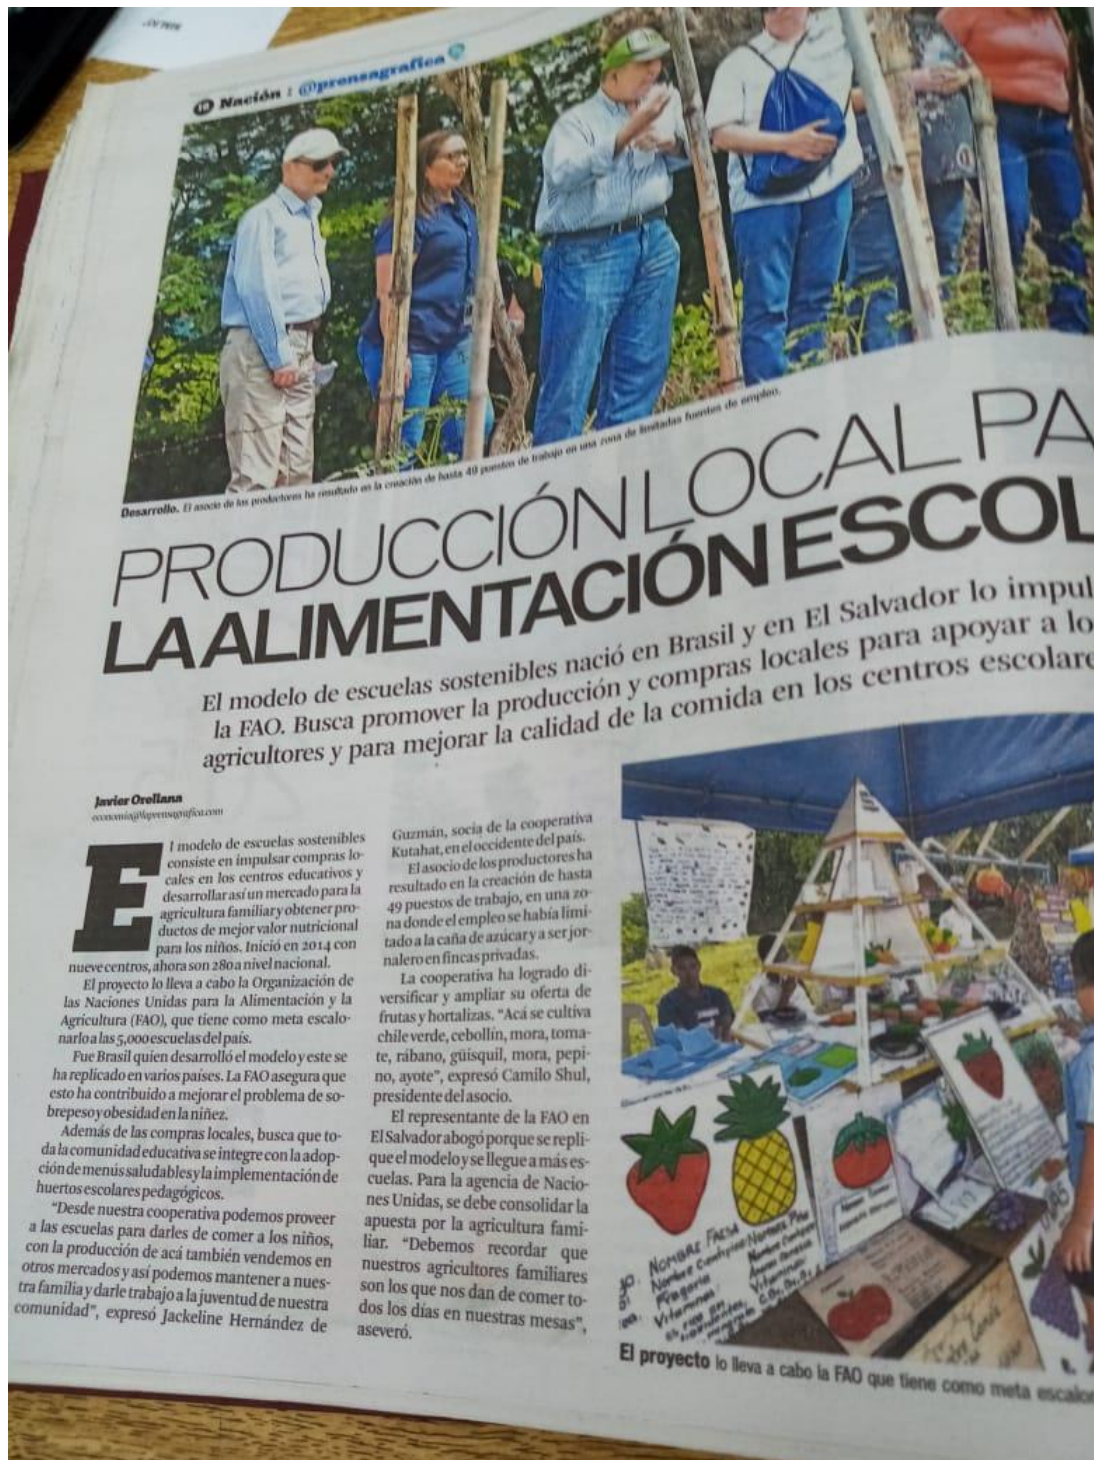 Nación : @prensagrafica
Desarrollo. El asocio de los productores ha resultado en la creación de hasta 49 puestos de trabajo en una zona de limitadas fuentes de empleo.
PRODUCCIÓN LOCAL PA
LA ALIMENTACIÓN ESCOL
El modelo de escuelas sostenibles nació en Brasil y en El Salvador lo impul
la FAO. Busca promover la producción y compras locales para apoyar a lo
agricultores y para mejorar la calidad de la comida en los centros escolare
Javier Orellana
economia@laprensagrafica.com
El modelo de escuelas sostenibles
consiste en impulsar compras lo-
cales en los centros educativos y
desarrollar así un mercado para la
agricultura familiar y obtener pro-
ductos de mejor valor nutricional
para los niños. Inició en 2014 con
nueve centros, ahora son 280 a nivel nacional.
El proyecto lo lleva a cabo la Organización de
las Naciones Unidas para la Alimentación y la
Agricultura (FAO), que tiene como meta escalo-
narlo a las 5,000 escuelas del país.
Fue Brasil quien desarrolló el modelo y este se
ha replicado en varios países. La FAO asegura que
esto ha contribuido a mejorar el problema de so-
brepeso y obesidad en la niñez.
Además de las compras locales, busca que to-
da la comunidad educativa se integre con la adop-
ción de menús saludables y la implementación de
huertos escolares pedagógicos.
"Desde nuestra cooperativa podemos proveer
a las escuelas para darles de comer a los niños,
con la producción de acá también vendemos en
otros mercados y así podemos mantener a nues-
tra familia y darle trabajo a la juventud de nuestra
comunidad", expresó Jackeline Hernández de
Guzmán, socia de la cooperativa
Kutahat, en el occidente del país.
El asocio de los productores ha
resultado en la creación de hasta
49 puestos de trabajo, en una zo-
na donde el empleo se había limi-
tado a la caña de azúcar y a ser jor-
nalero en fincas privadas.
La cooperativa ha logrado di-
versificar y ampliar su oferta de
frutas y hortalizas. "Acá se cultiva
chile verde, cebollín, mora, toma-
te, rábano, güisquil, mora, pepi-
no, ayote", expresó Camilo Shul,
presidente del asocio.
El representante de la FAO en
El Salvador abogó porque se repli-
que el modelo y se llegue a más es-
cuelas. Para la agencia de Nacio-
nes Unidas, se debe consolidar la
apuesta por la agricultura fami-
liar. "Debemos recordar que
nuestros agricultores familiares
son los que nos dan de comer to-
dos los días en nuestras mesas",
aseveró.
NOMBRE FRESA
Fragaria
Vitaminas:
El proyecto lo lleva a cabo la FAO que tiene como meta escalon